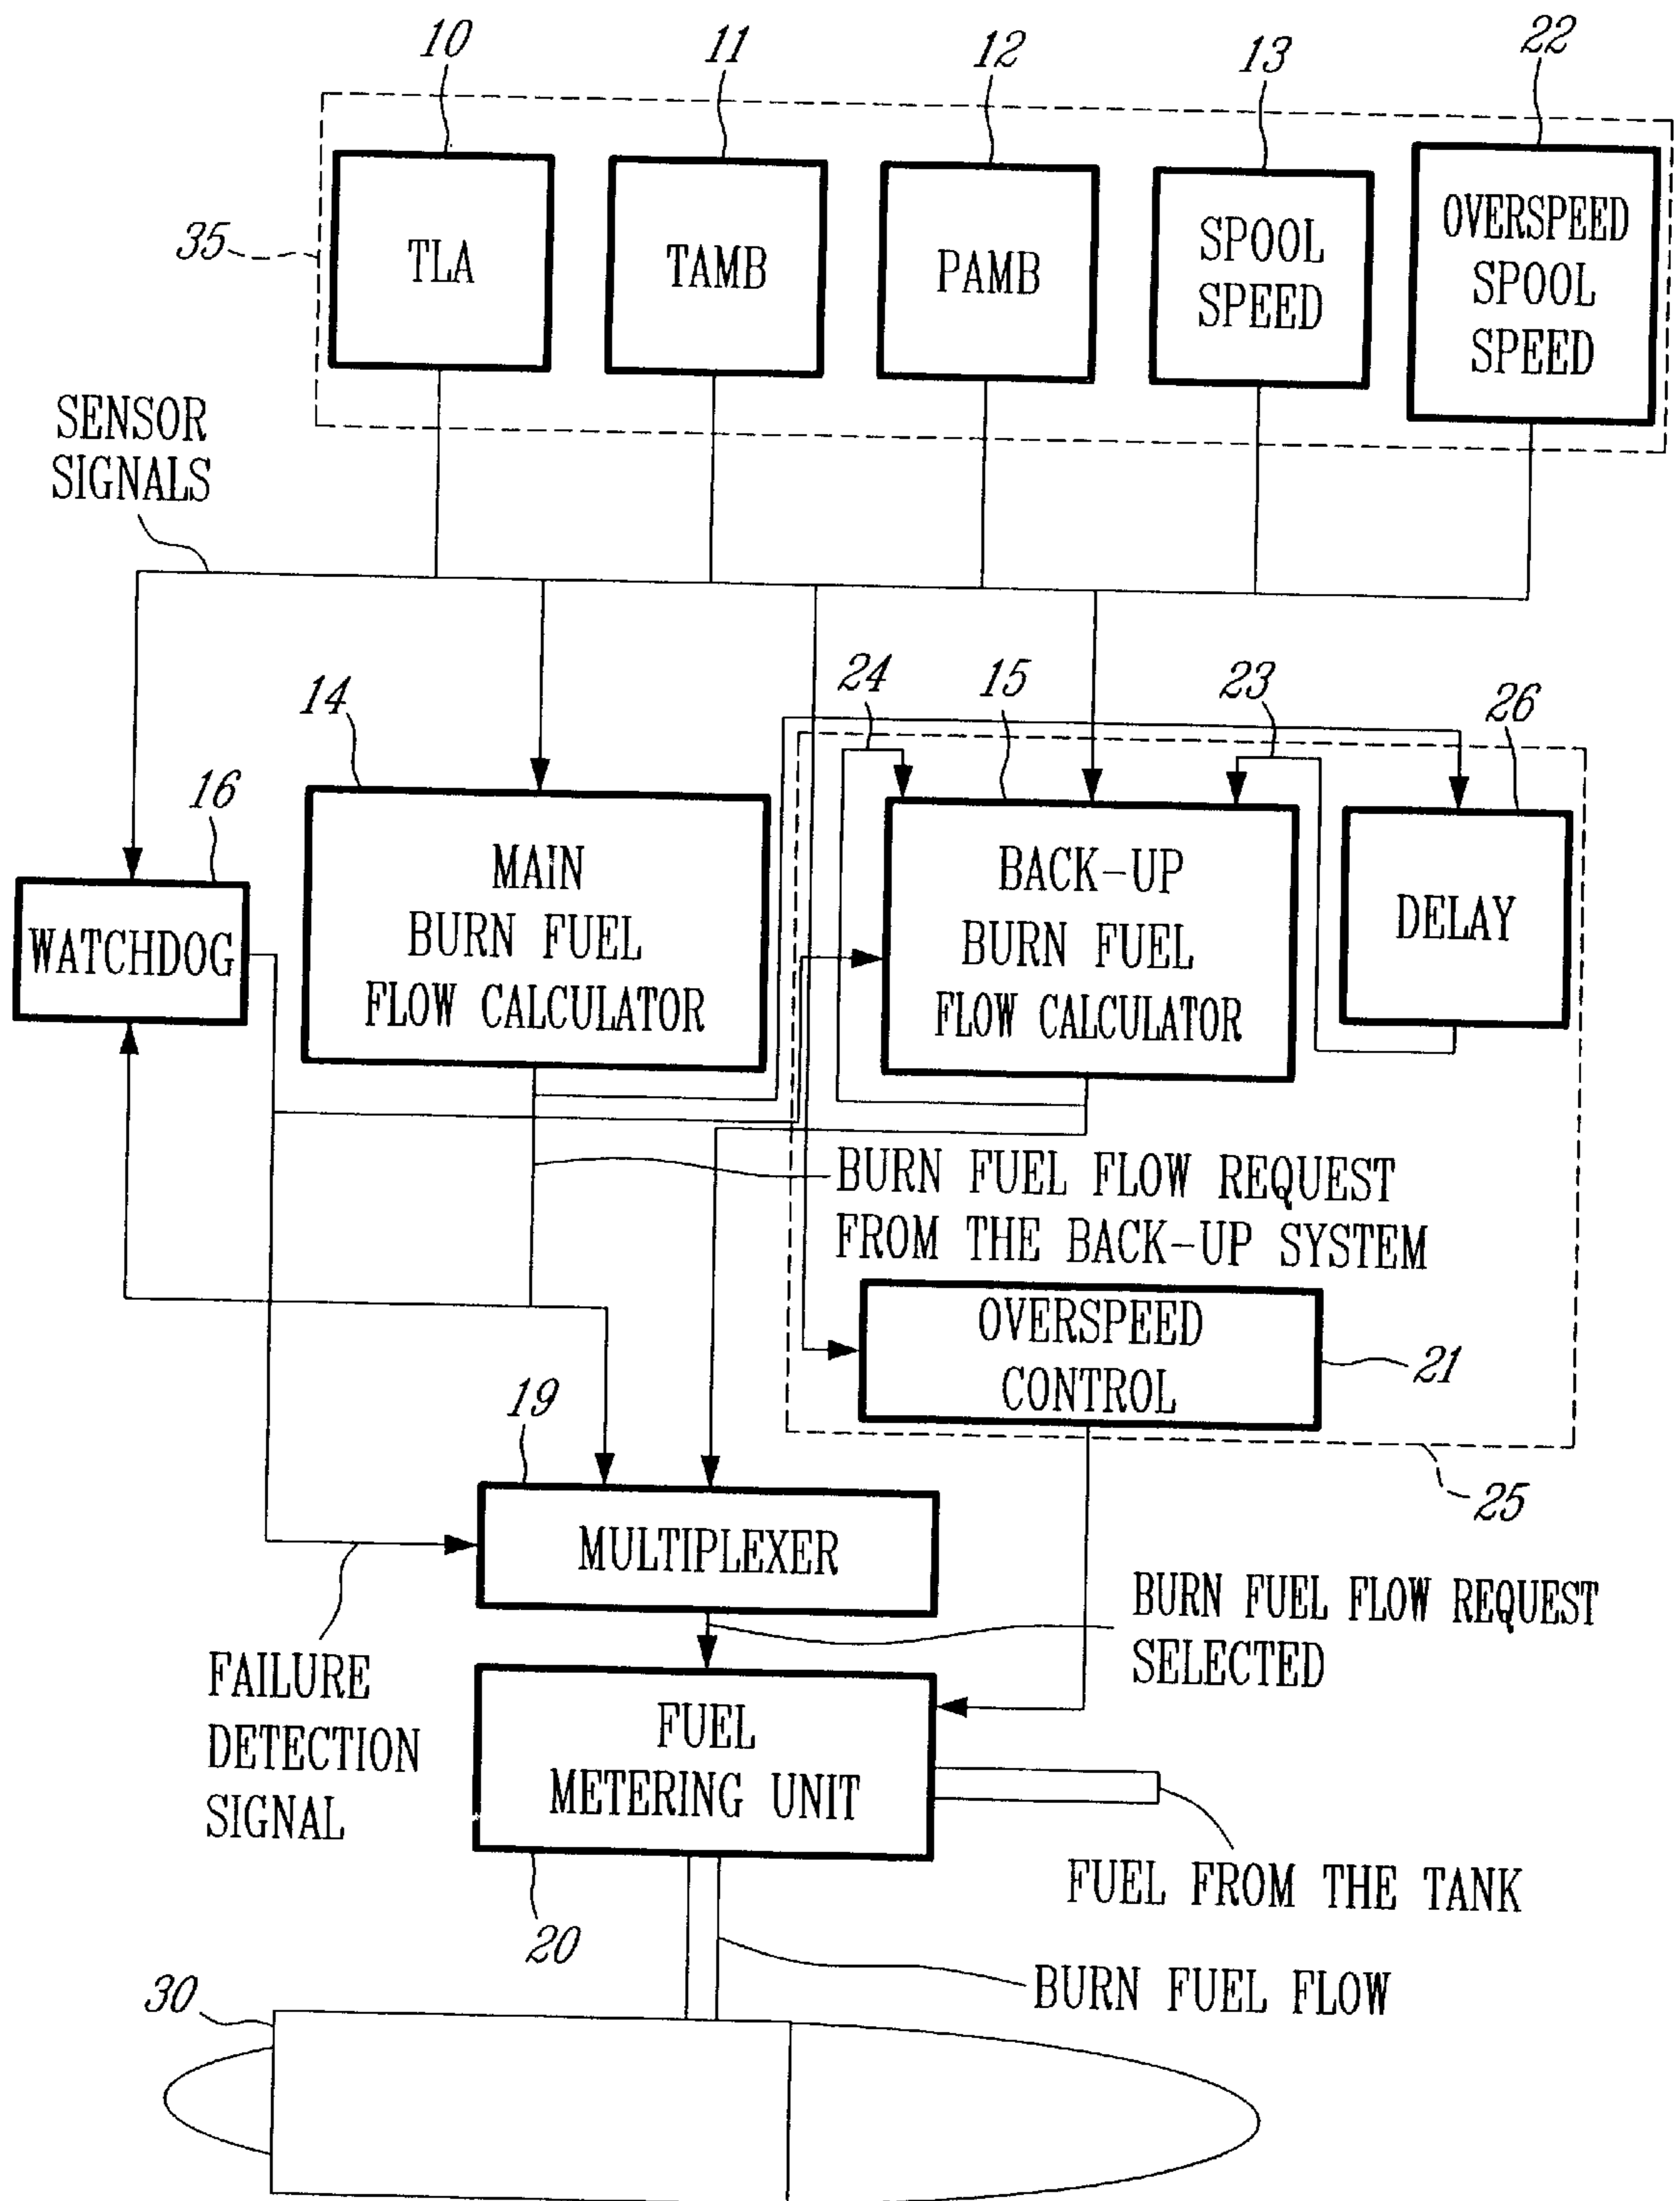 10
11
12
13
22
35
TLA
TAMB
PAMB
SPOOL
SPEED
OVERSPEED
SPOOL
SPEED
SENSOR
SIGNALS
14
24
15
23
26
16
WATCHDOG
MAIN
BURN FUEL
FLOW CALCULATOR
BACK-UP
BURN FUEL
FLOW CALCULATOR
DELAY
BURN FUEL FLOW REQUEST
FROM THE BACK-UP SYSTEM
OVERSPEED
CONTROL
21
19
25
MULTIPLEXER
BURN FUEL FLOW REQUEST
SELECTED
FAILURE
DETECTION
SIGNAL
FUEL
METERING UNIT
FUEL FROM THE TANK
20
BURN FUEL FLOW
30